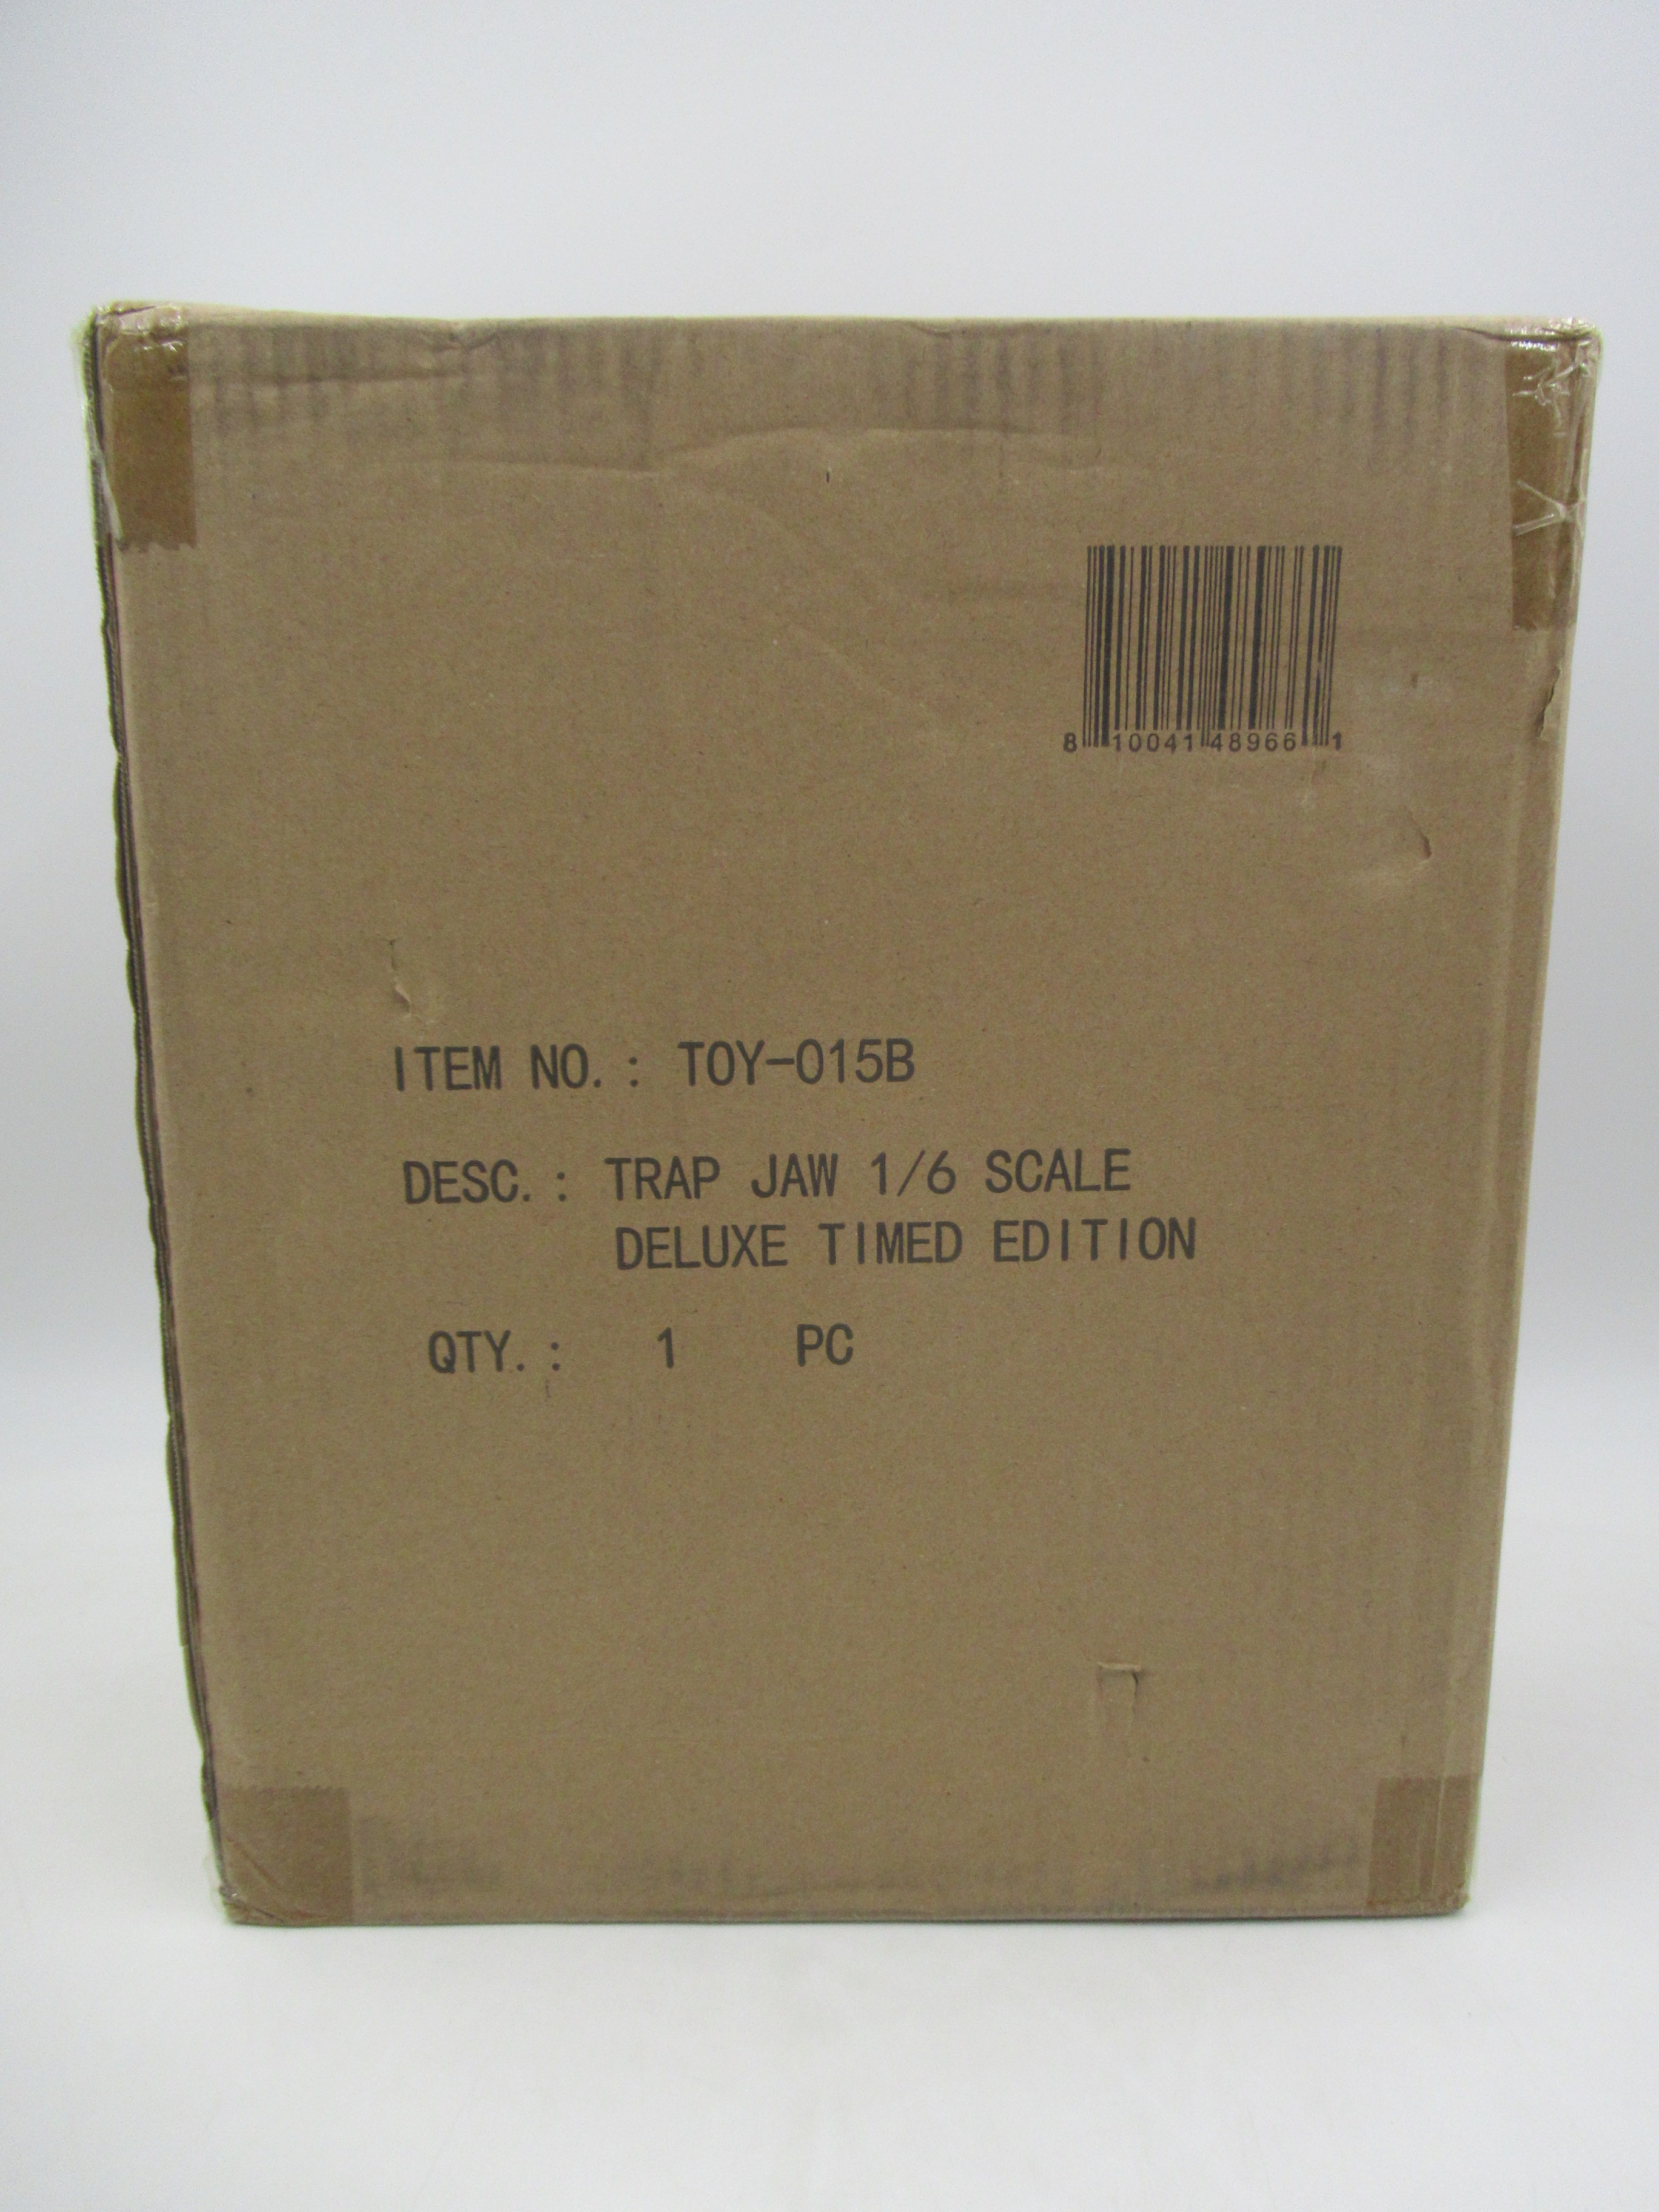 8 10041 48966 1
ITEM NO.: TOY-015B
DESC.: TRAP JAW 1/6 SCALE
DELUXE TIMED EDITION
QTY.: 1 PC